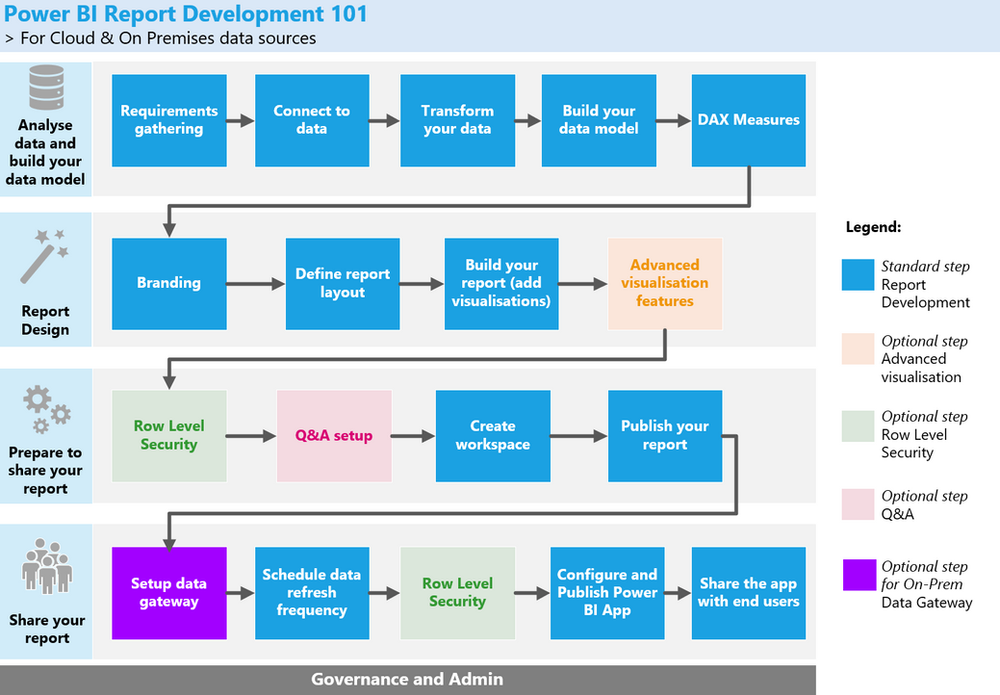 Power BI Report Development 101
> For Cloud & On Premises data sources
Analyse
data and
build your
data model
Requirements
gathering
Connect to
data
Transform
your data
Build your
data model
DAX Measures
Report
Design
Branding
Define report
layout
Build your
report (add
visualisations)
Advanced
visualisation
features
Prepare to
share your
report
Row Level
Security
Q&A setup
Create
workspace
Publish your
report
Share your
report
Setup data
gateway
Schedule data
refresh
frequency
Row Level
Security
Configure and
Publish Power
BI App
Share the app
with end users
Governance and Admin
Legend:
Standard step
Report
Development
Optional step
Advanced
visualisation
Optional step
Row Level
Security
Optional step
Q&A
Optional step
for On-Prem
Data Gateway